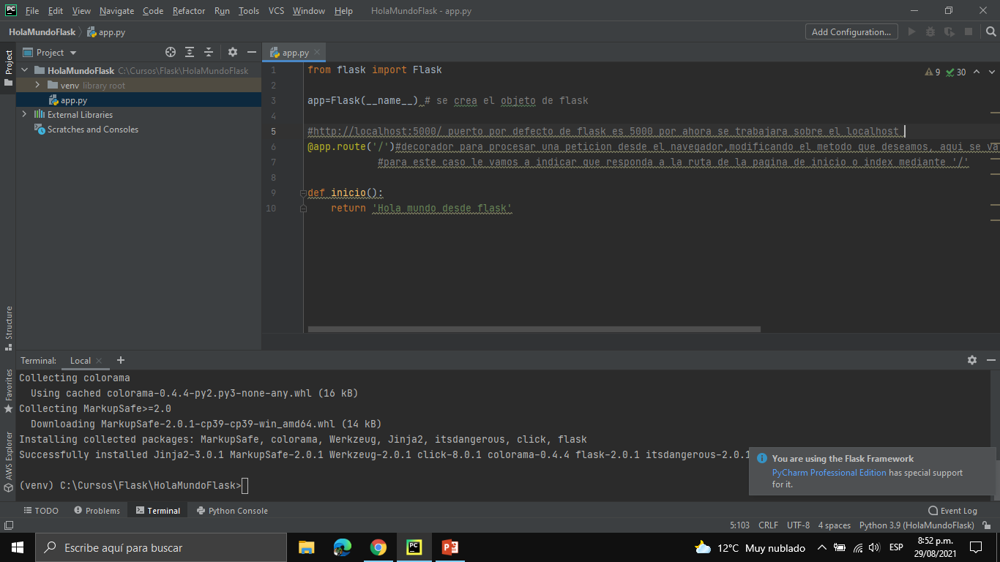 PC File Edit View Navigate Code Refactor Run Tools VCS Window Help HolaMundoFlask - app.py
HolaMundoFlask app.py Add Configuration...
Project
Project
app.py
HolaMundoFlask C:\Cursos\Flask\HolaMundoFlask
venv library root
app.py
External Libraries
Scratches and Consoles
9 30
1 from flask import Flask
2
3 app=Flask(__name__) # se crea el objeto de flask
4
5 #http://localhost:5000/ puerto por defecto de flask es 5000 por ahora se trabajara sobre el localhost
6 @app.route('/')#decorador para procesar una peticion desde el navegador,modificando el metodo que deseamos, aqui se va
7 #para este caso le vamos a indicar que responda a la ruta de la pagina de inicio o index mediante '/'
8
9 def inicio():
10 return 'Hola mundo desde flask'
Structure
Favorites
AWS Explorer
Terminal: Local
Collecting colorama
Using cached colorama-0.4.4-py2.py3-none-any.whl (16 kB)
Collecting MarkupSafe>=2.0
Downloading MarkupSafe-2.0.1-cp39-cp39-win_amd64.whl (14 kB)
Installing collected packages: MarkupSafe, colorama, Werkzeug, Jinja2, itsdangerous, click, flask
Successfully installed Jinja2-3.0.1 MarkupSafe-2.0.1 Werkzeug-2.0.1 click-8.0.1 colorama-0.4.4 flask-2.0.1 itsdangerous-2.0.1
(venv) C:\Cursos\Flask\HolaMundoFlask>
You are using the Flask Framework
PyCharm Professional Edition has special support
for it.
TODO Problems Terminal Python Console Event Log
5:103 CRLF UTF-8 4 spaces Python 3.9 (HolaMundoFlask)
Escribe aquí para buscar
PC
P
12°C Muy nublado
ESP
8:52 p.m.
29/08/2021